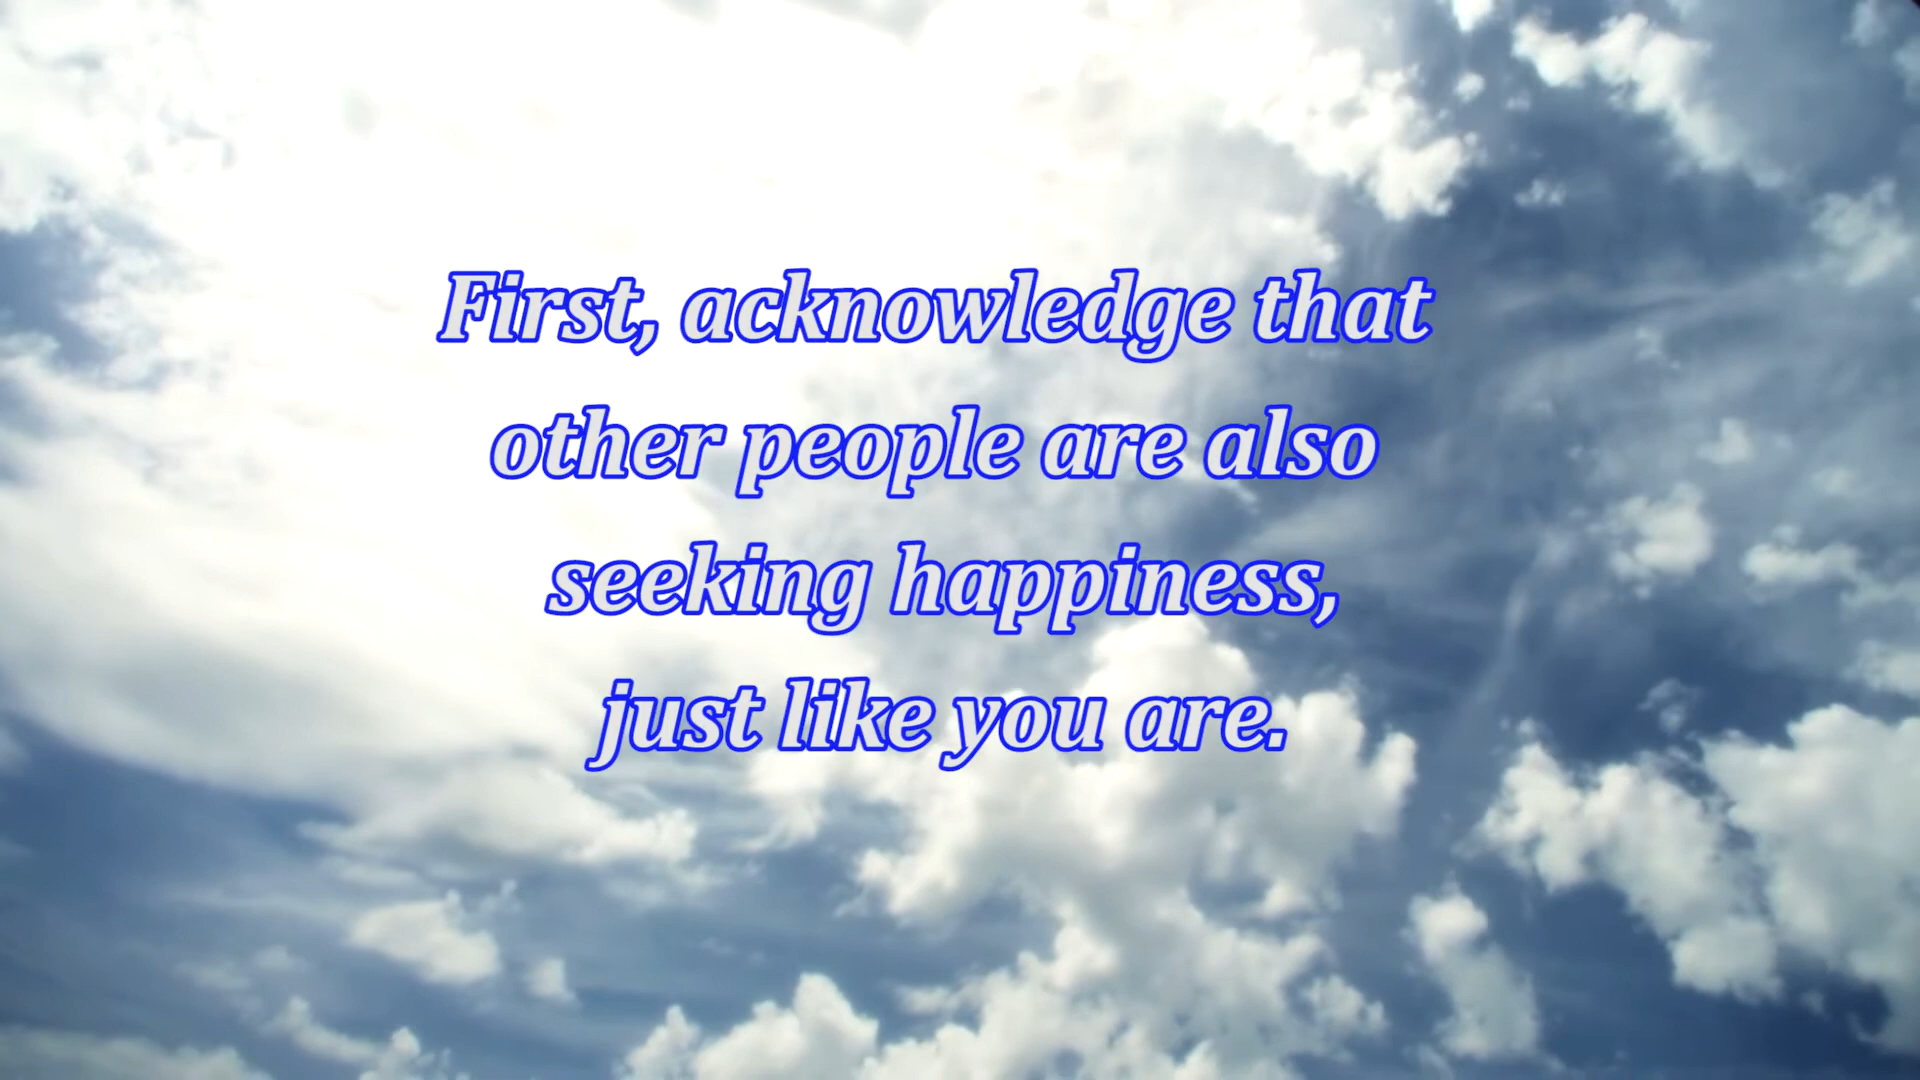 First, acknowledge that
other people are also
seeking happiness,
just like you are.